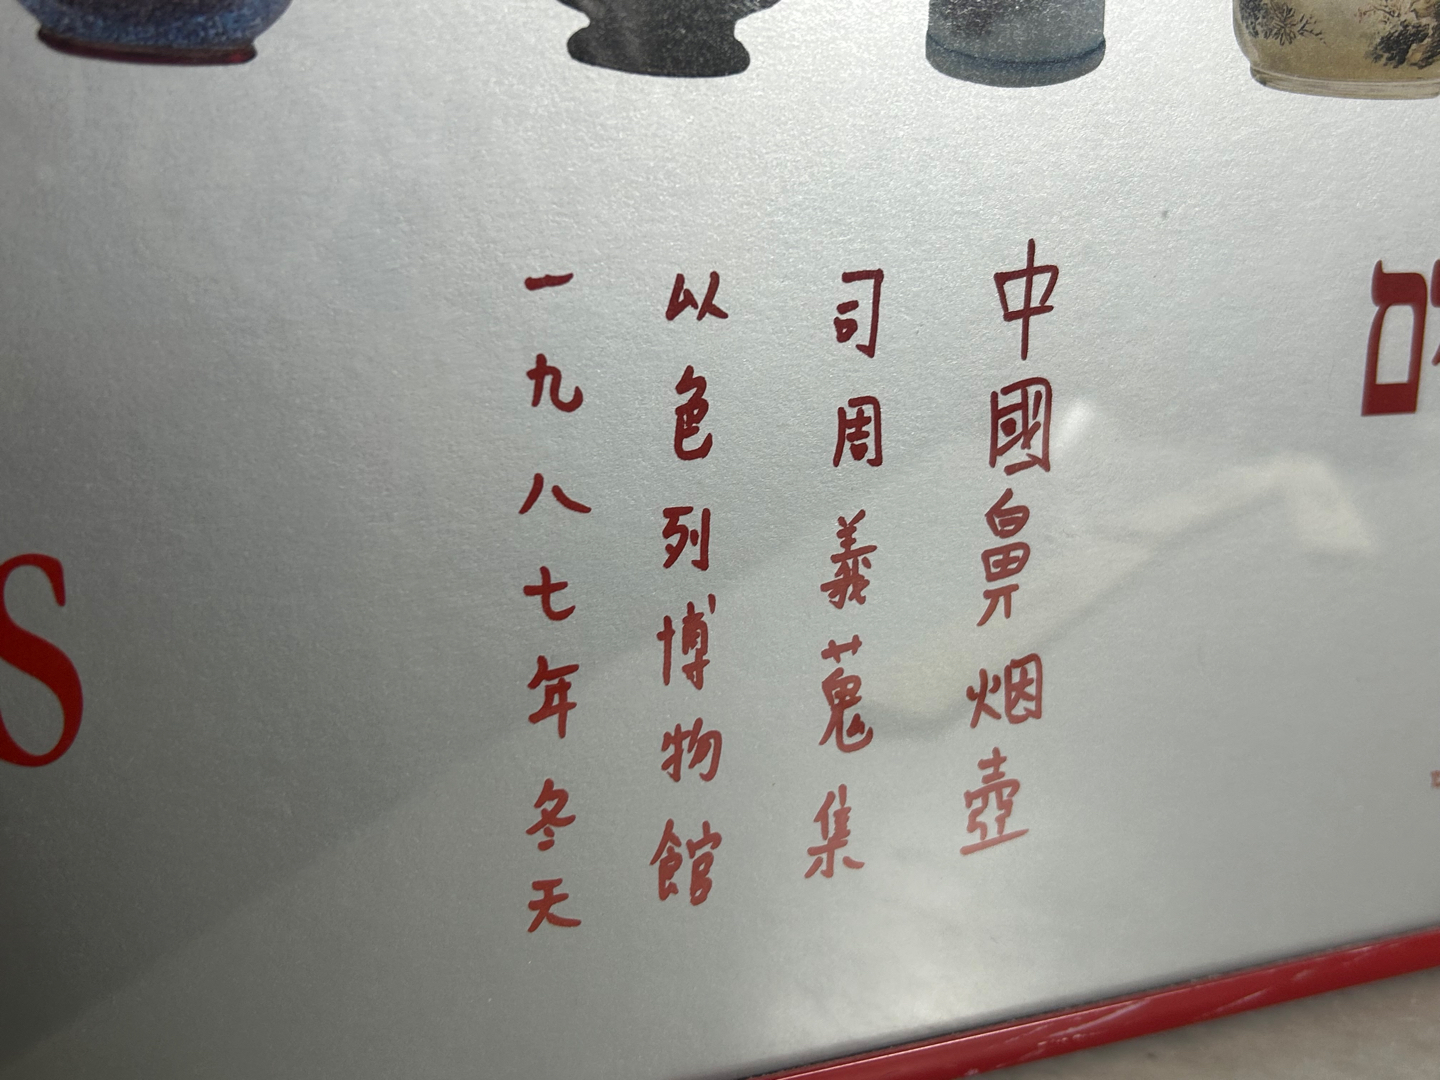 中國鼻烟壺
司周義蒐集
以色列博物館
一九八七年冬天
S
ים